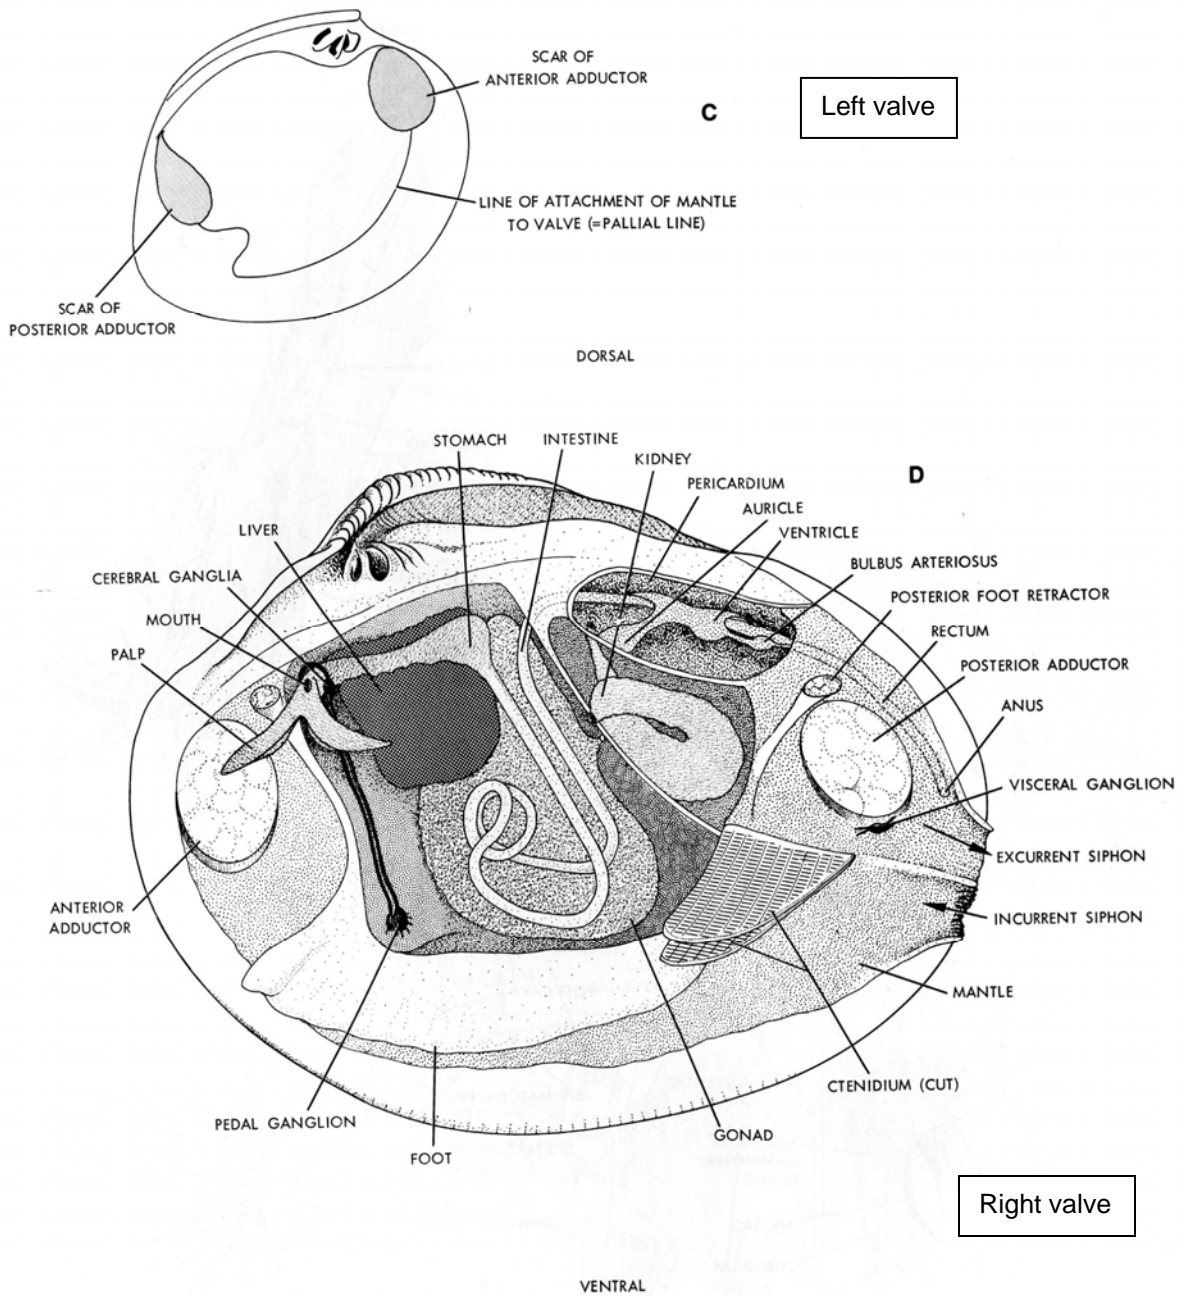 SCAR OF
ANTERIOR ADDUCTOR
C
Left valve
LINE OF ATTACHMENT OF MANTLE
TO VALVE (=PALLIAL LINE)
SCAR OF
POSTERIOR ADDUCTOR
DORSAL
STOMACH
INTESTINE
KIDNEY
D
PERICARDIUM
AURICLE
LIVER
VENTRICLE
BULBUS ARTERIOSUS
CEREBRAL GANGLIA
POSTERIOR FOOT RETRACTOR
MOUTH
RECTUM
PALP
POSTERIOR ADDUCTOR
ANUS
VISCERAL GANGLION
EXCURRENT SIPHON
ANTERIOR
ADDUCTOR
INCURRENT SIPHON
MANTLE
CTENIDIUM (CUT)
PEDAL GANGLION
GONAD
FOOT
Right valve
VENTRAL